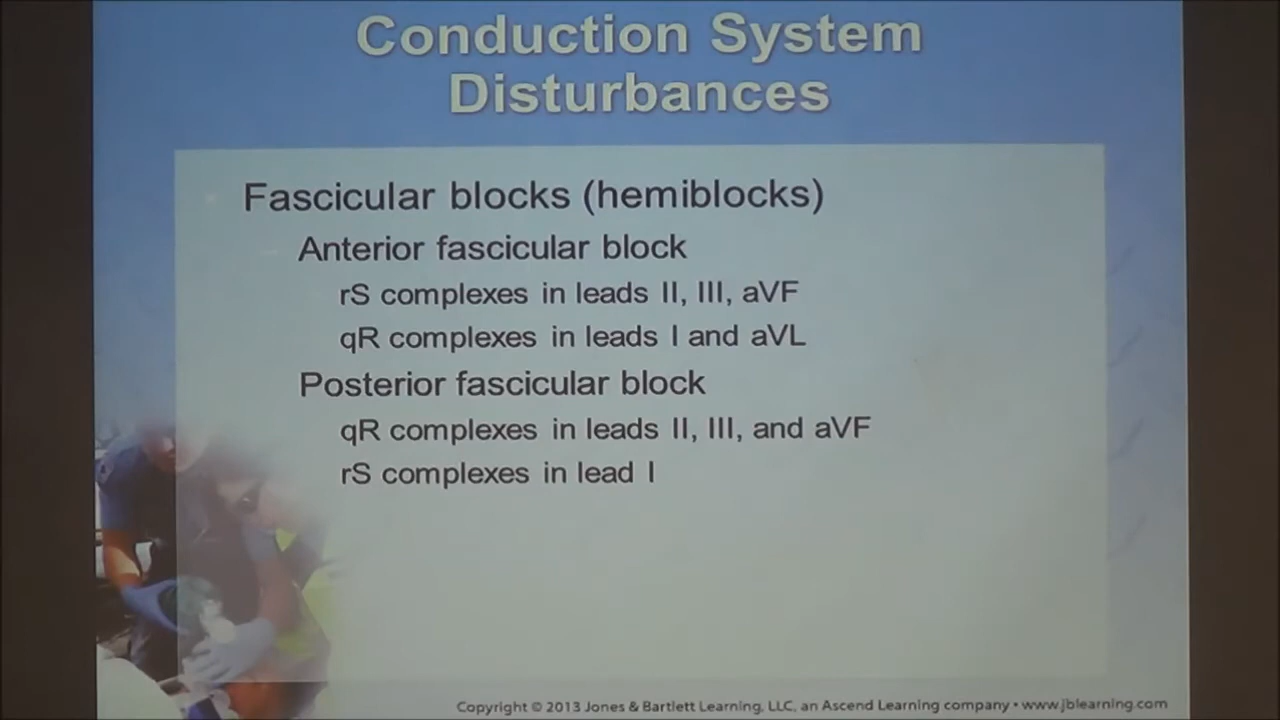 Conduction System
Disturbances
Fascicular blocks (hemiblocks)
Anterior fascicular block
rS complexes in leads II, III, aVF
qR complexes in leads I and aVL
Posterior fascicular block
qR complexes in leads II, III, and aVF
rS complexes in lead I
Copyright © 2013 Jones & Bartlett Learning, LLC, an Ascend Learning company • www.jblearning.com